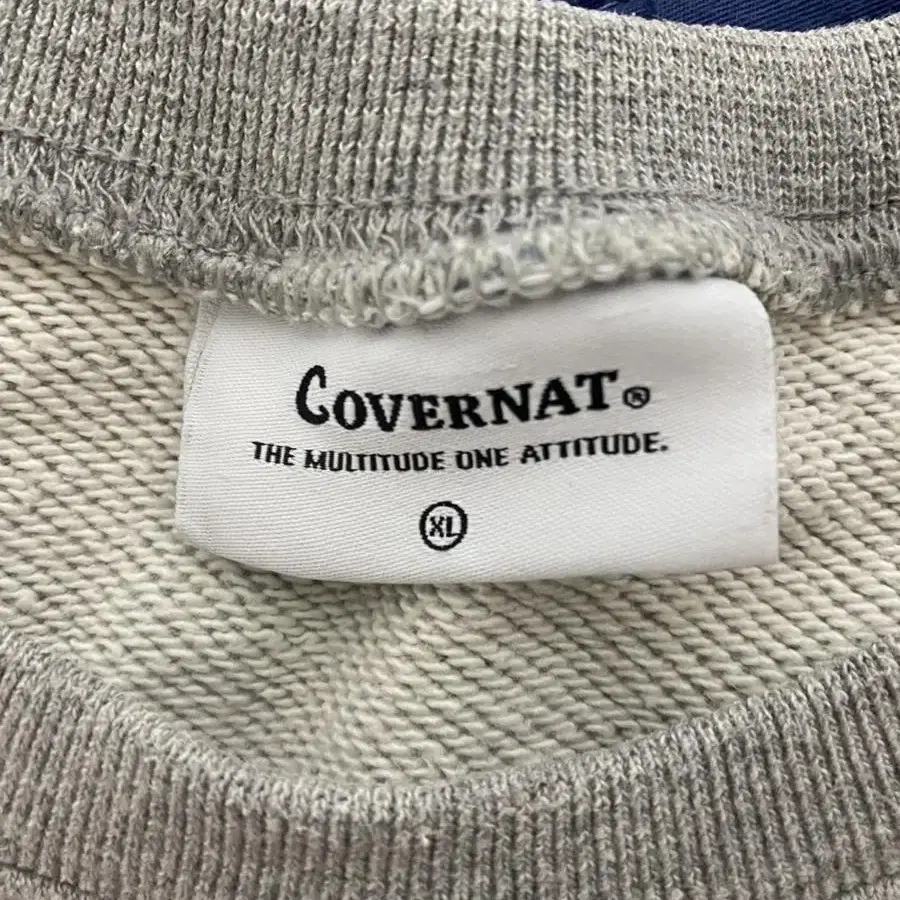 COVERNAT®
THE MULTITUDE ONE ATTITUDE.
XL